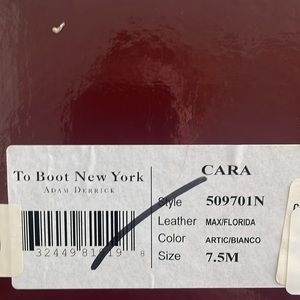 To Boot New York
ADAM DERRICK
CARA
Style 509701N
Leather MAX/FLORIDA
Color ARTIC/BIANCO
Size 7.5M